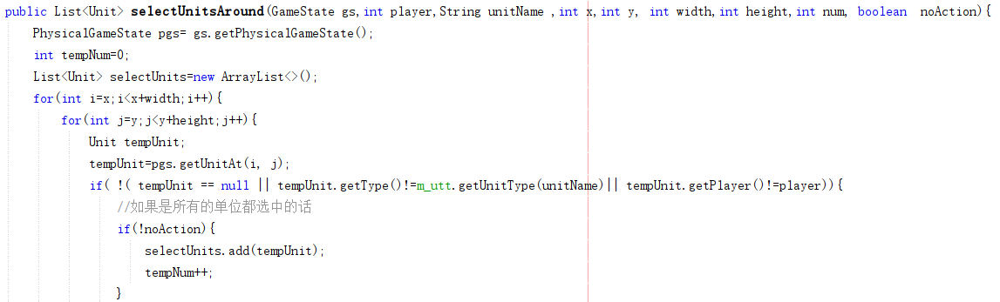 public List<Unit> selectUnitsAround(GameState gs,int player,String unitName ,int x,int y, int width,int height,int num, boolean noAction){
PhysicalGameState pgs= gs.getPhysicalGameState();
int tempNum=0;
List<Unit> selectUnits=new ArrayList<>();
for(int i=x;i<x+width;i++){
for(int j=y;j<y+height;j++){
Unit tempUnit;
tempUnit=pgs.getUnitAt(i, j);
if( !( tempUnit == null || tempUnit.getType()!=m_utt.getUnitType(unitName)|| tempUnit.getPlayer()!=player)){
//如果是所有的单位都选中的话
if(!noAction){
selectUnits.add(tempUnit);
tempNum++;
}